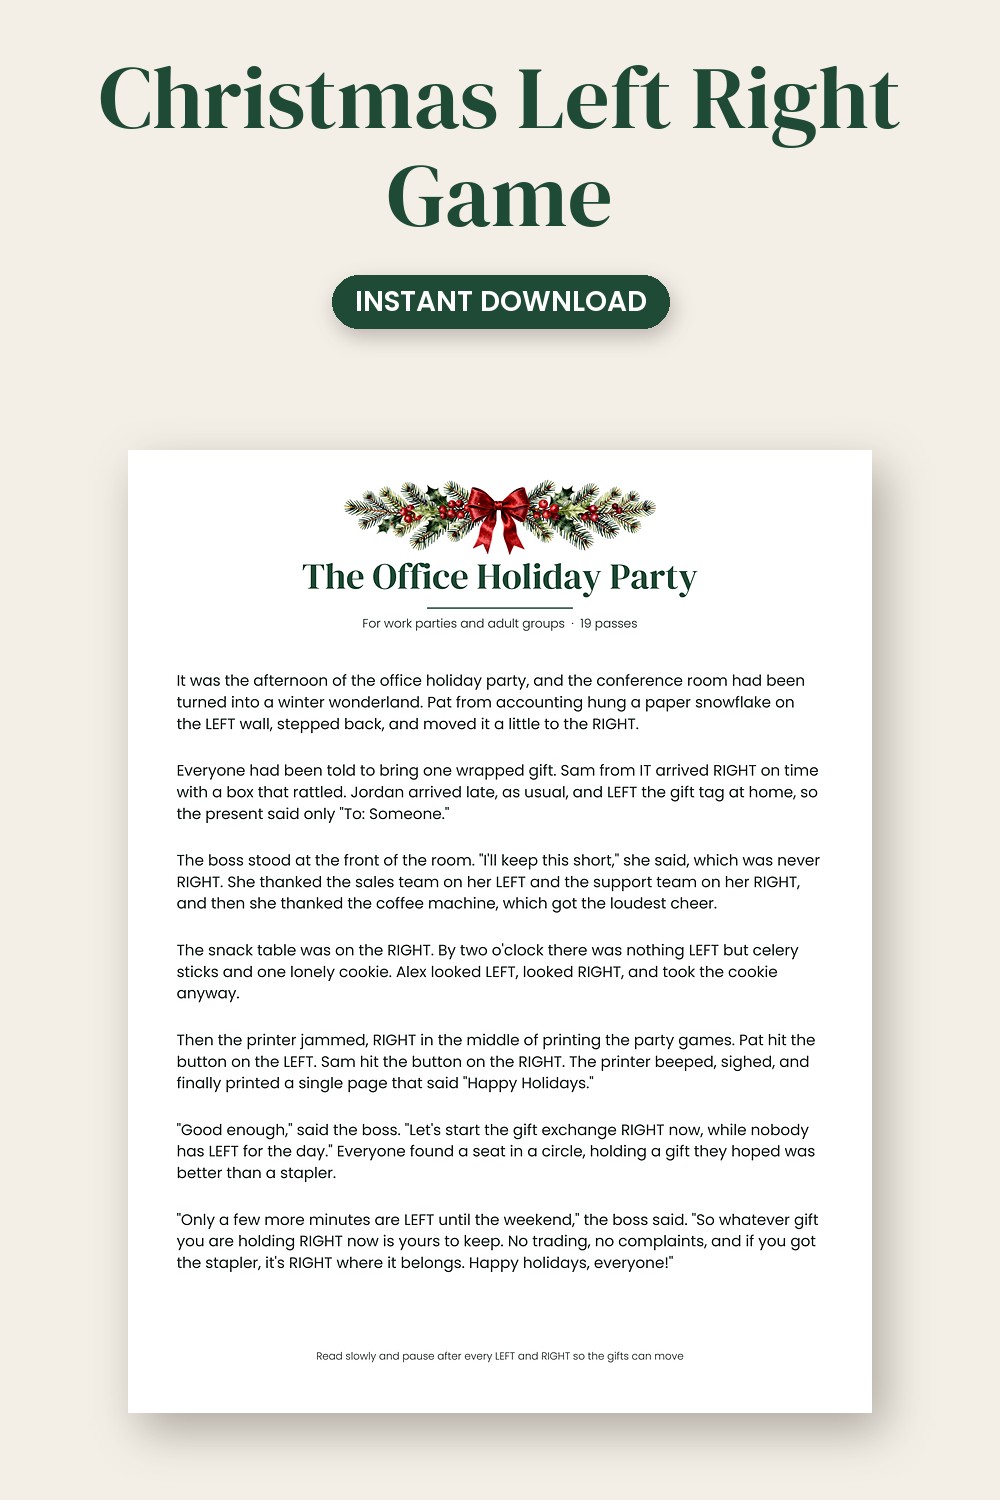 Christmas Left Right
Game
INSTANT DOWNLOAD
The Office Holiday Party
For work parties and adult groups · 19 passes
It was the afternoon of the office holiday party, and the conference room had been
turned into a winter wonderland. Pat from accounting hung a paper snowflake on
the LEFT wall, stepped back, and moved it a little to the RIGHT.
Everyone had been told to bring one wrapped gift. Sam from IT arrived RIGHT on time
with a box that rattled. Jordan arrived late, as usual, and LEFT the gift tag at home, so
the present said only "To: Someone."
The boss stood at the front of the room. "I'll keep this short," she said, which was never
RIGHT. She thanked the sales team on her LEFT and the support team on her RIGHT,
and then she thanked the coffee machine, which got the loudest cheer.
The snack table was on the RIGHT. By two o'clock there was nothing LEFT but celery
sticks and one lonely cookie. Alex looked LEFT, looked RIGHT, and took the cookie
anyway.
Then the printer jammed, RIGHT in the middle of printing the party games. Pat hit the
button on the LEFT. Sam hit the button on the RIGHT. The printer beeped, sighed, and
finally printed a single page that said "Happy Holidays."
"Good enough," said the boss. "Let's start the gift exchange RIGHT now, while nobody
has LEFT for the day." Everyone found a seat in a circle, holding a gift they hoped was
better than a stapler.
"Only a few more minutes are LEFT until the weekend," the boss said. "So whatever gift
you are holding RIGHT now is yours to keep. No trading, no complaints, and if you got
the stapler, it's RIGHT where it belongs. Happy holidays, everyone!"
Read slowly and pause after every LEFT and RIGHT so the gifts can move